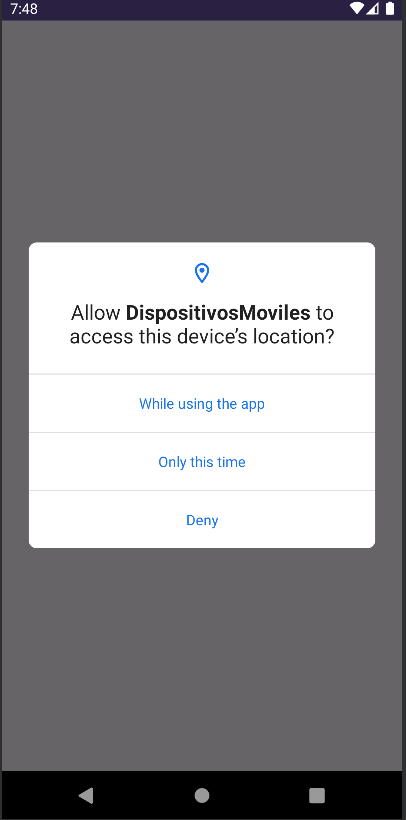 7:48
Allow DispositivosMoviles to
access this device’s location?
While using the app
Only this time
Deny